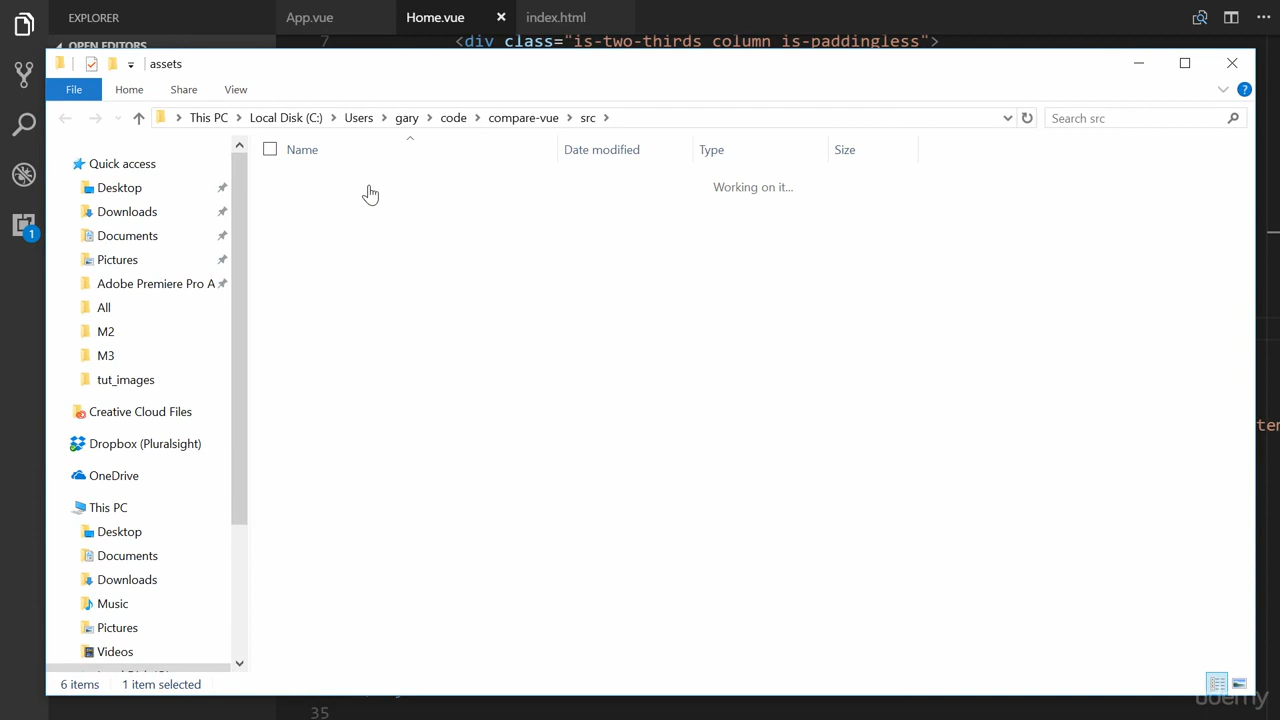 EXPLORER
App.vue
Home.vue
index.html
OPEN EDITORS
7
<div class="is-two-thirds column is-paddingless">
assets
File
Home
Share
View
This PC
Local Disk (C:)
Users
gary
code
compare-vue
src
Search src
Name
Date modified
Type
Size
Working on it...
Quick access
Desktop
Downloads
Documents
Pictures
Adobe Premiere Pro A
All
M2
M3
tut_images
Creative Cloud Files
Dropbox (Pluralsight)
OneDrive
This PC
Desktop
Documents
Downloads
Music
Pictures
Videos
6 items
1 item selected
1
?
35
udemy